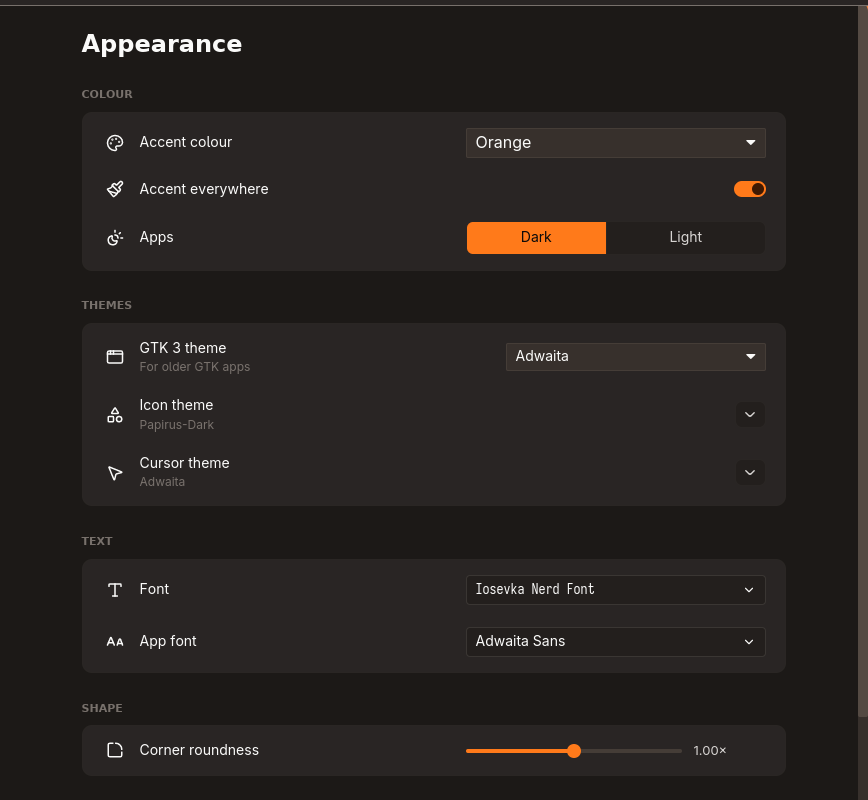 Appearance
COLOUR
Accent colour
Orange
Accent everywhere
Apps
Dark
Light
THEMES
GTK 3 theme
For older GTK apps
Adwaita
Icon theme
Papirus-Dark
Cursor theme
Adwaita
TEXT
Font
Iosevka Nerd Font
App font
Adwaita Sans
SHAPE
Corner roundness
1.00×